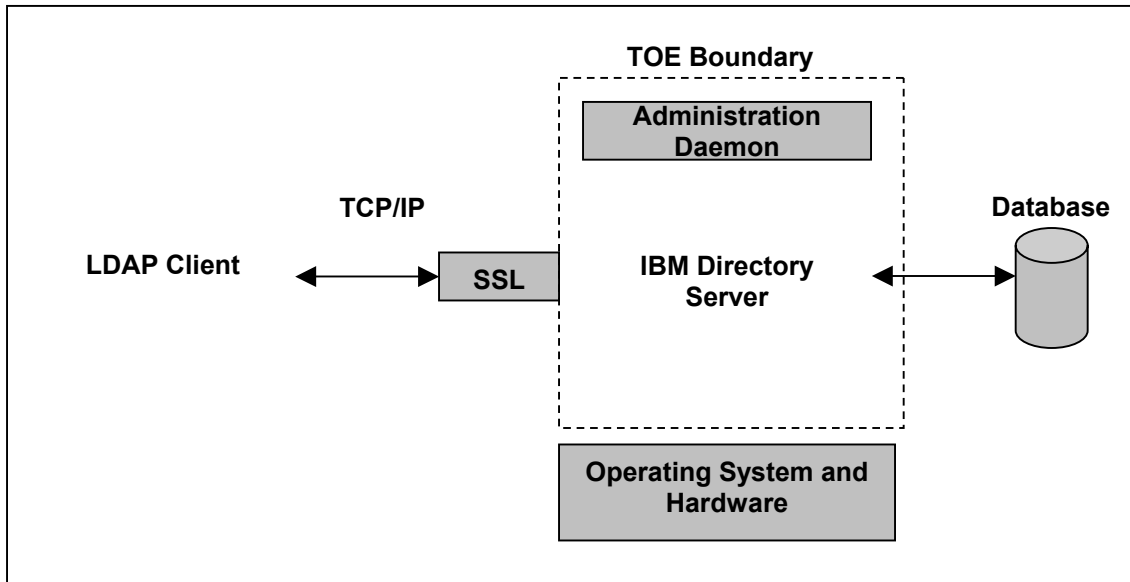 TOE Boundary
Administration
Daemon
TCP/IP
Database
LDAP Client
SSL
IBM Directory
Server
Operating System and
Hardware